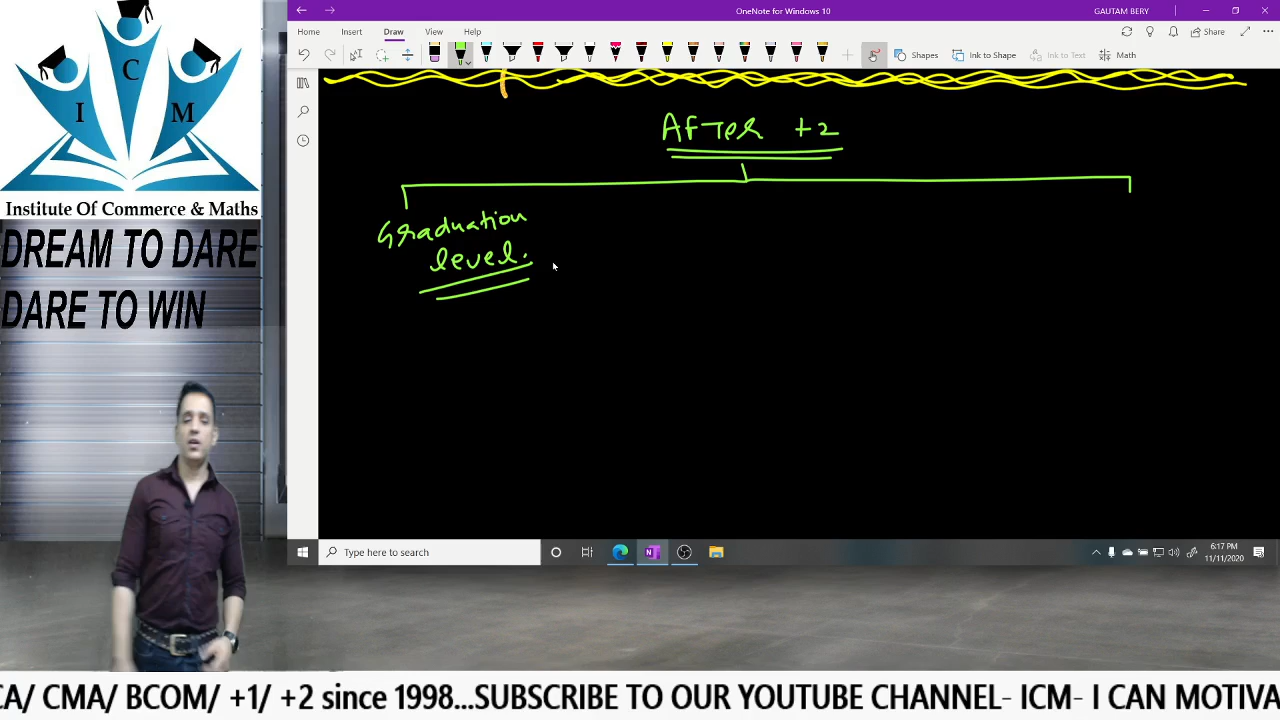 I C M
Institute Of Commerce & Maths
DREAM TO DARE
DARE TO WIN
OneNote for Windows 10
GAUTAM BERY
Home Insert Draw View Help
Share
Shapes Ink to Shape Ink to Text Math
After +2
Graduation
level.
Type here to search
6:17 PM
11/11/2020
CA/ CMA/ BCOM/ +1/ +2 since 1998...SUBSCRIBE TO OUR YOUTUBE CHANNEL- ICM- I CAN MOTIVA